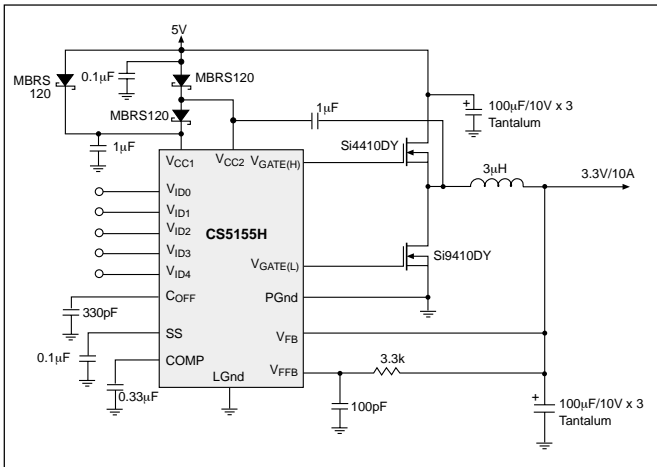 5V
MBRS
120
0.1µF
MBRS120
MBRS120
1µF
1µF
+
100µF/10V x 3
Tantalum
Si4410DY
VCC1
VCC2
VGATE(H)
3µH
3.3V/10A
VID0
VID1
VID2
VID3
VID4
CS5155H
VGATE(L)
Si9410DY
COFF
PGnd
330pF
SS
VFB
0.1µF
COMP
VFFB
3.3k
LGnd
0.33µF
100pF
+
100µF/10V x 3
Tantalum